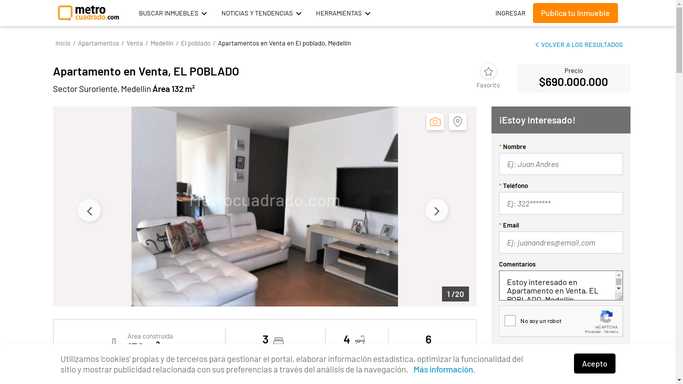 metro
cuadrado.com
BUSCAR INMUEBLES
NOTICIAS Y TENDENCIAS
HERRAMIENTAS
INGRESAR
Publica tu Inmueble
Inicio / Apartamentos / Venta / Medellín / El poblado / Apartamentos en Venta en El poblado, Medellín
VOLVER A LOS RESULTADOS
Apartamento en Venta, EL POBLADO
Sector Suroriente, Medellin Área 132 m²
Favorito
Precio
$690.000.000
Metrocuadrado.com
1 / 20
¡Estoy Interesado!
* Nombre
Ej: Juan Andres
* Teléfono
Ej: 322*******
* Email
Ej: juanandres@email.com
Comentarios
Estoy interesado en
Apartamento en Venta, EL
POBLADO, Medellín
No soy un robot
reCAPTCHA
Privacidad - Términos
Área construida
3
4
6
Utilizamos 'cookies' propias y de terceros para gestionar el portal, elaborar información estadística, optimizar la funcionalidad del
sitio y mostrar publicidad relacionada con sus preferencias a través del análisis de la navegación. Más información.
Acepto